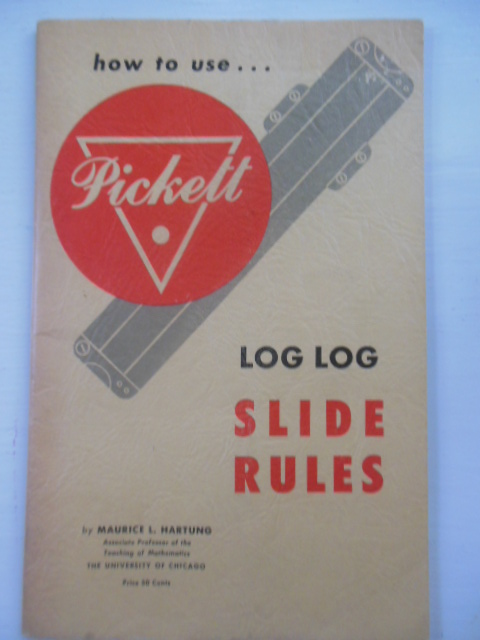 how to use...
Pickett
LOG LOG
SLIDE
RULES
by MAURICE L. HARTUNG
Associate Professor of the
Teaching of Mathematics
THE UNIVERSITY OF CHICAGO
Price 50 Cents